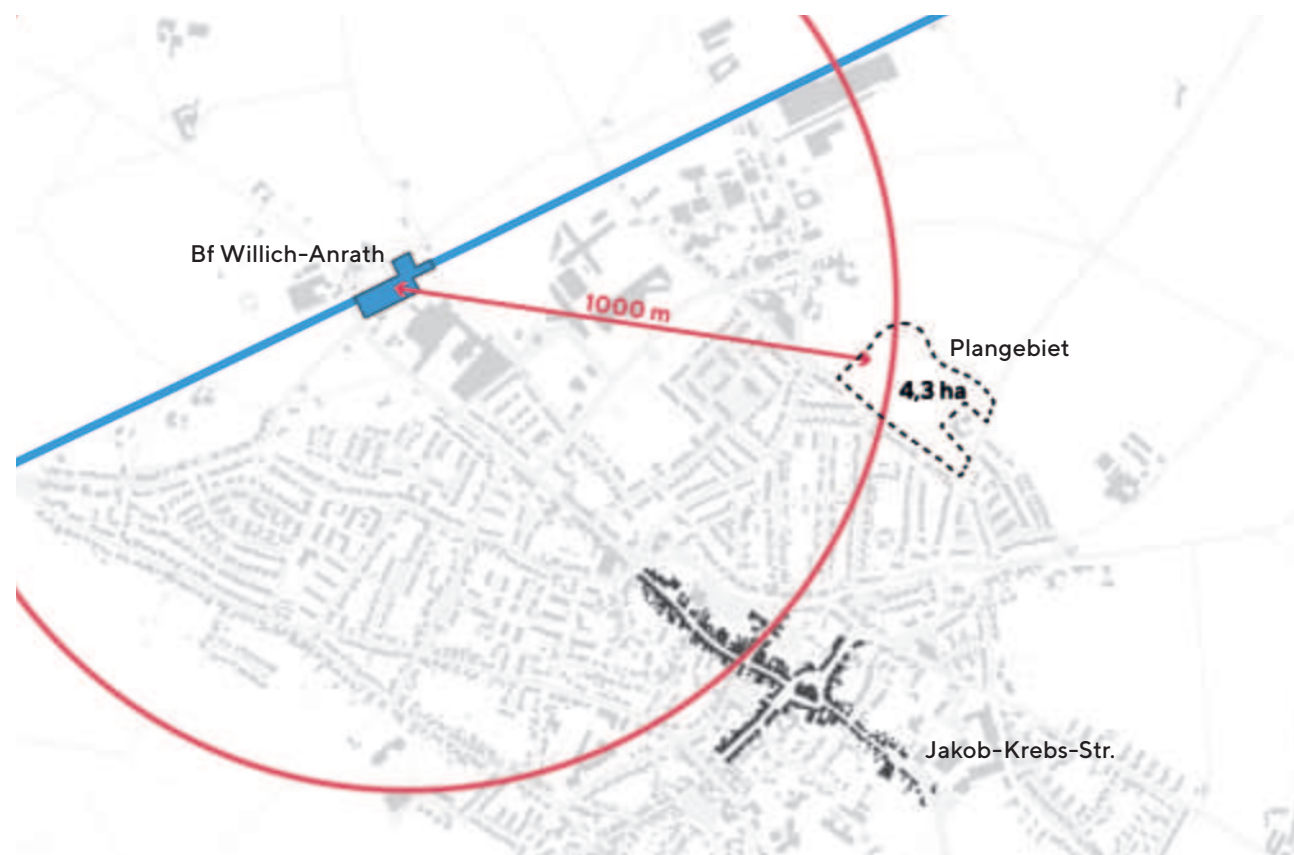 Bf Willich-Anrath
1000 m
Plangebiet
4,3 ha
Jakob-Krebs-Str.